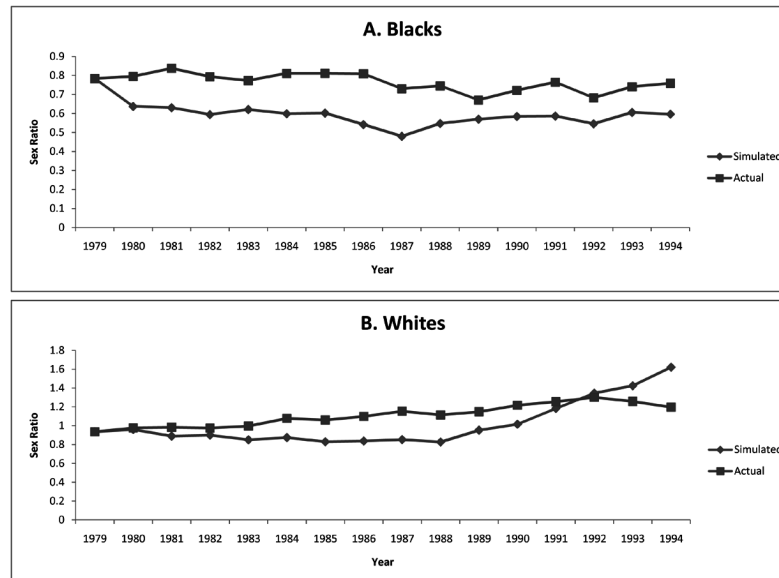 A. Blacks
0.9
0.8
0.7
0.6
0.5
0.4
0.3
0.2
0.1
0
Sex Ratio
1979 1980 1981 1982 1983 1984 1985 1986 1987 1988 1989 1990 1991 1992 1993 1994
Year
Simulated
Actual
B. Whites
1.8
1.6
1.4
1.2
1
0.8
0.6
0.4
0.2
0
Sex Ratio
1979 1980 1981 1982 1983 1984 1985 1986 1987 1988 1989 1990 1991 1992 1993 1994
Year
Simulated
Actual